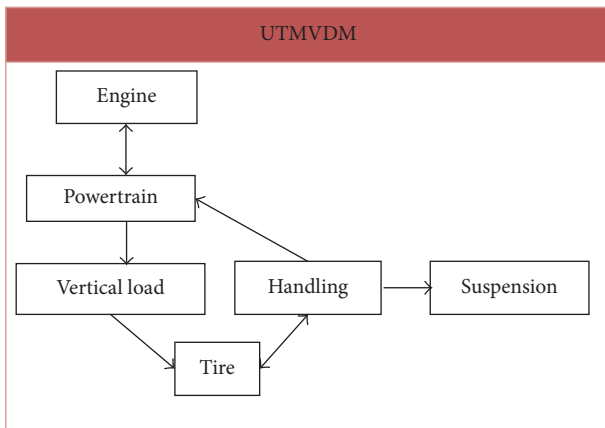 UTMVDM
Engine
Powertrain
Vertical load
Handling
Suspension
Tire